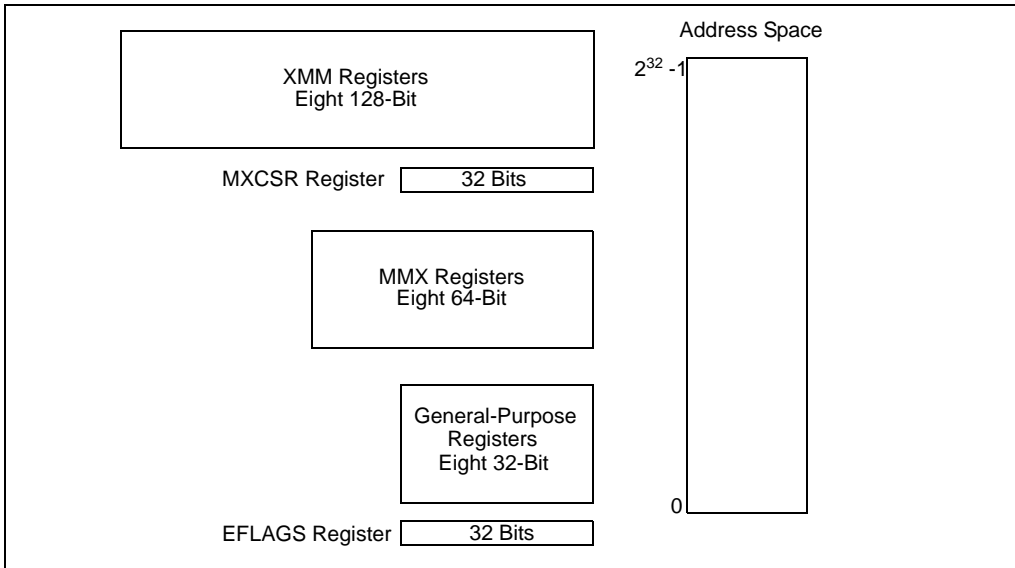 XMM Registers
Eight 128-Bit
MXCSR Register
32 Bits
MMX Registers
Eight 64-Bit
General-Purpose
Registers
Eight 32-Bit
EFLAGS Register
32 Bits
Address Space
2³² -1
0